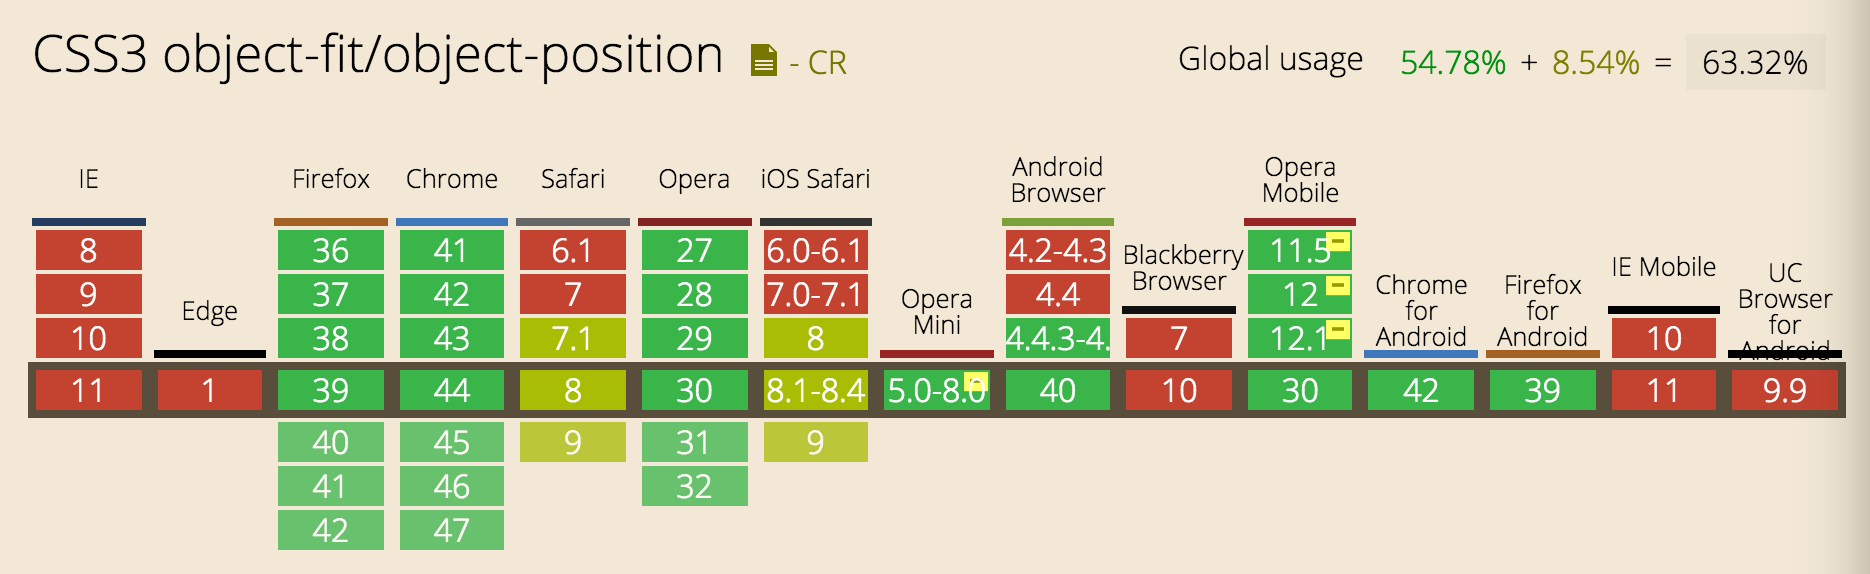 CSS3 object-fit/object-position - CR
Global usage 54.78% + 8.54% = 63.32%
IE Edge Firefox Chrome Safari Opera iOS Safari Opera Mini Android Browser Blackberry Browser Opera Mobile Chrome for Android Firefox for Android IE Mobile UC Browser for Android
8 36 41 6.1 27 6.0-6.1 4.2-4.3 11.5
9 37 42 7 28 7.0-7.1 4.4 12
10 38 43 7.1 29 8 4.4.3-4. 7 12.1 10
11 1 39 44 8 30 8.1-8.4 5.0-8.0 40 10 30 42 39 11 9.9
40 45 9 31 9
41 46 32
42 47